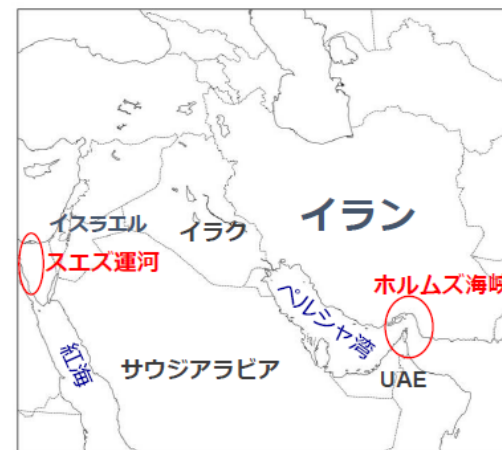 イラン
イスラエル
イラク
スエズ運河
ホルムズ海峡
ペルシャ湾
紅海
サウジアラビア
UAE